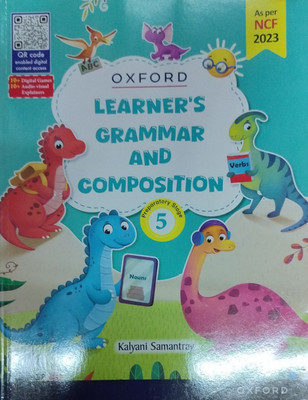 QR code
enabled digital
content access
10+ Digital Games
10+ Audio-visual
Explainers
As per
NCF
2023
ABC
OXFORD
LEARNER'S
GRAMMAR
AND
COMPOSITION
Preparatory Stage
5
Verbs
Nouns
Kalyani Samantray
OXFORD